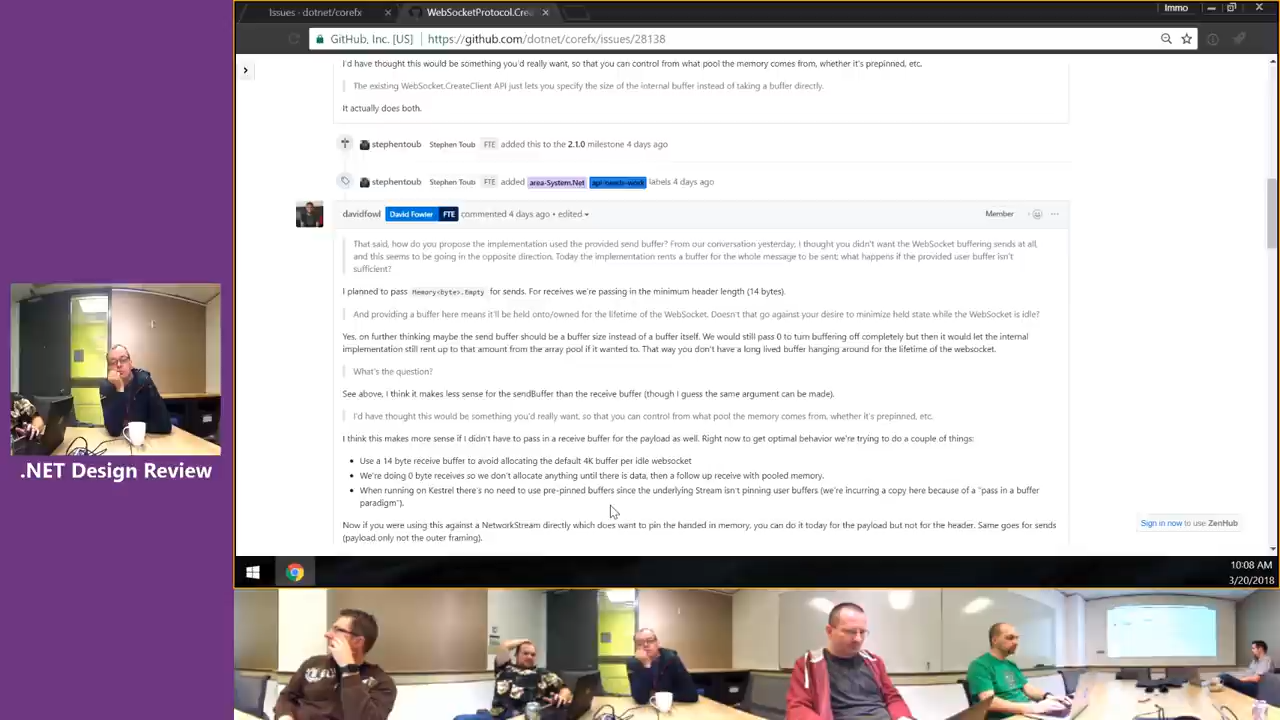 Issues · dotnet/corefx
WebSocketProtocol.Cre
Immo
GitHub, Inc. [US]
https://github.com/dotnet/corefx/issues/28138
I'd have thought this would be something you'd really want, so that you can control from what pool the memory comes from, whether it's prepinned, etc.
The existing WebSocket.CreateClient API just lets you specify the size of the internal buffer instead of taking a buffer directly.
It actually does both.
stephentoub Stephen Toub FTE added this to the 2.1.0 milestone 4 days ago
stephentoub Stephen Toub FTE added area-System.Net api-needs-work labels 4 days ago
davidfowl David Fowler FTE commented 4 days ago • edited
Member
That said, how do you propose the implementation used the provided send buffer? From our conversation yesterday, I thought you didn't want the WebSocket buffering sends at all,
and this seems to be going in the opposite direction. Today the implementation rents a buffer for the whole message to be sent; what happens if the provided user buffer isn't
sufficient?
I planned to pass Memory<byte>.Empty for sends. For receives we're passing in the minimum header length (14 bytes).
And providing a buffer here means it'll be held onto/owned for the lifetime of the WebSocket. Doesn't that go against your desire to minimize held state while the WebSocket is idle?
Yes, on further thinking maybe the send buffer should be a buffer size instead of a buffer itself. We would still pass 0 to turn buffering off completely but then it would let the internal
implementation still rent up to that amount from the array pool if it wanted to. That way you don't have a long lived buffer hanging around for the lifetime of the websocket.
What's the question?
See above, I think it makes less sense for the sendBuffer than the receive buffer (though I guess the same argument can be made).
I'd have thought this would be something you'd really want, so that you can control from what pool the memory comes from, whether it's prepinned, etc.
I think this makes more sense if I didn't have to pass in a receive buffer for the payload as well. Right now to get optimal behavior we're trying to do a couple of things:
• Use a 14 byte receive buffer to avoid allocating the default 4K buffer per idle websocket
• We're doing 0 byte receives so we don't allocate anything until there is data, then a follow up receive with pooled memory.
• When running on Kestrel there's no need to use pre-pinned buffers since the underlying Stream isn't pinning user buffers (we're incurring a copy here because of a "pass in a buffer
paradigm").
Now if you were using this against a NetworkStream directly which does want to pin the handed in memory, you can do it today for the payload but not for the header. Same goes for sends
(payload only not the outer framing).
Sign in now to use ZenHub
.NET Design Review
10:08 AM
3/20/2018